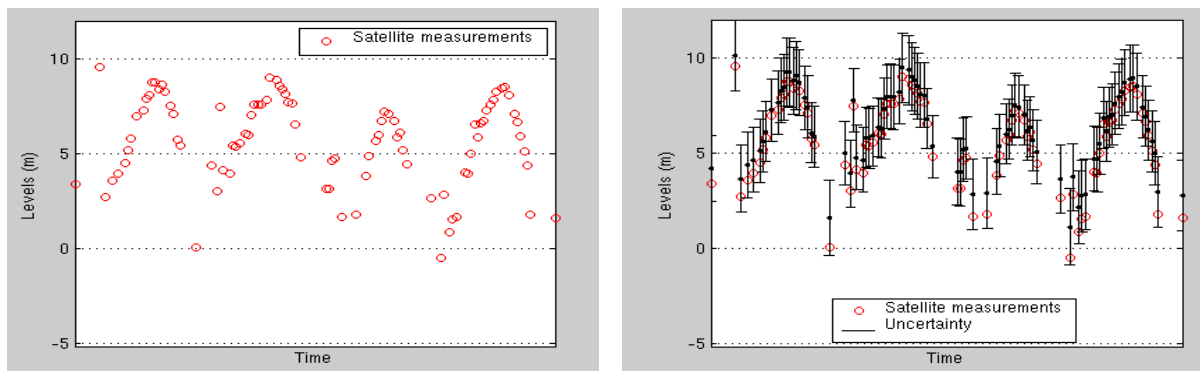 Satellite measurements
10
5
0
−5
Levels (m)
Time
10
5
0
−5
Levels (m)
Satellite measurements
Uncertainty
Time